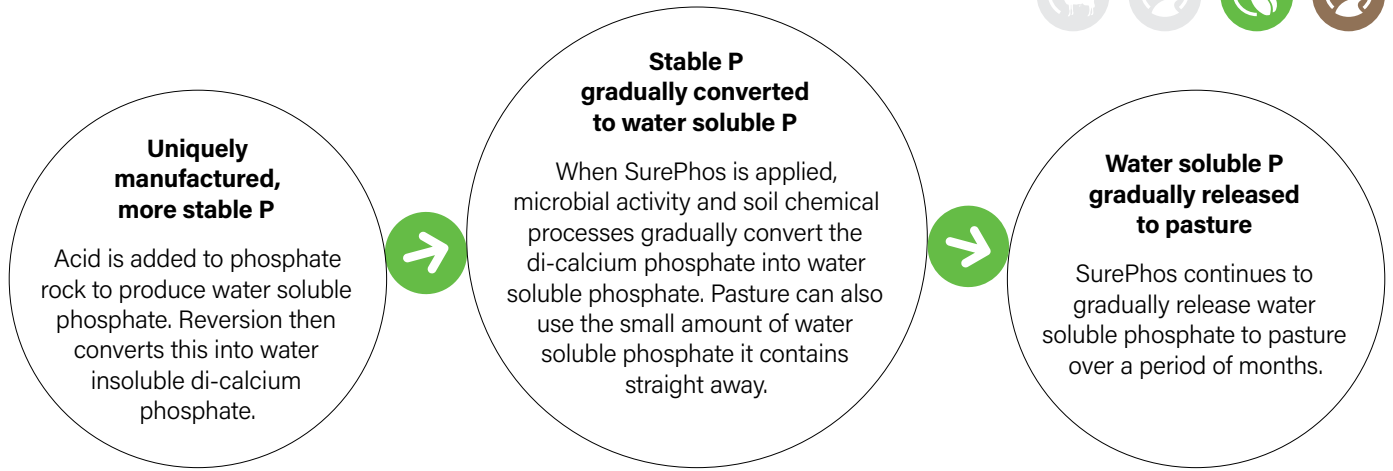 Uniquely
manufactured,
more stable P
Acid is added to phosphate
rock to produce water soluble
phosphate. Reversion then
converts this into water
insoluble di-calcium
phosphate.
Stable P
gradually converted
to water soluble P
When SurePhos is applied,
microbial activity and soil chemical
processes gradually convert the
di-calcium phosphate into water
soluble phosphate. Pasture can also
use the small amount of water
soluble phosphate it contains
straight away.
Water soluble P
gradually released
to pasture
SurePhos continues to
gradually release water
soluble phosphate to pasture
over a period of months.